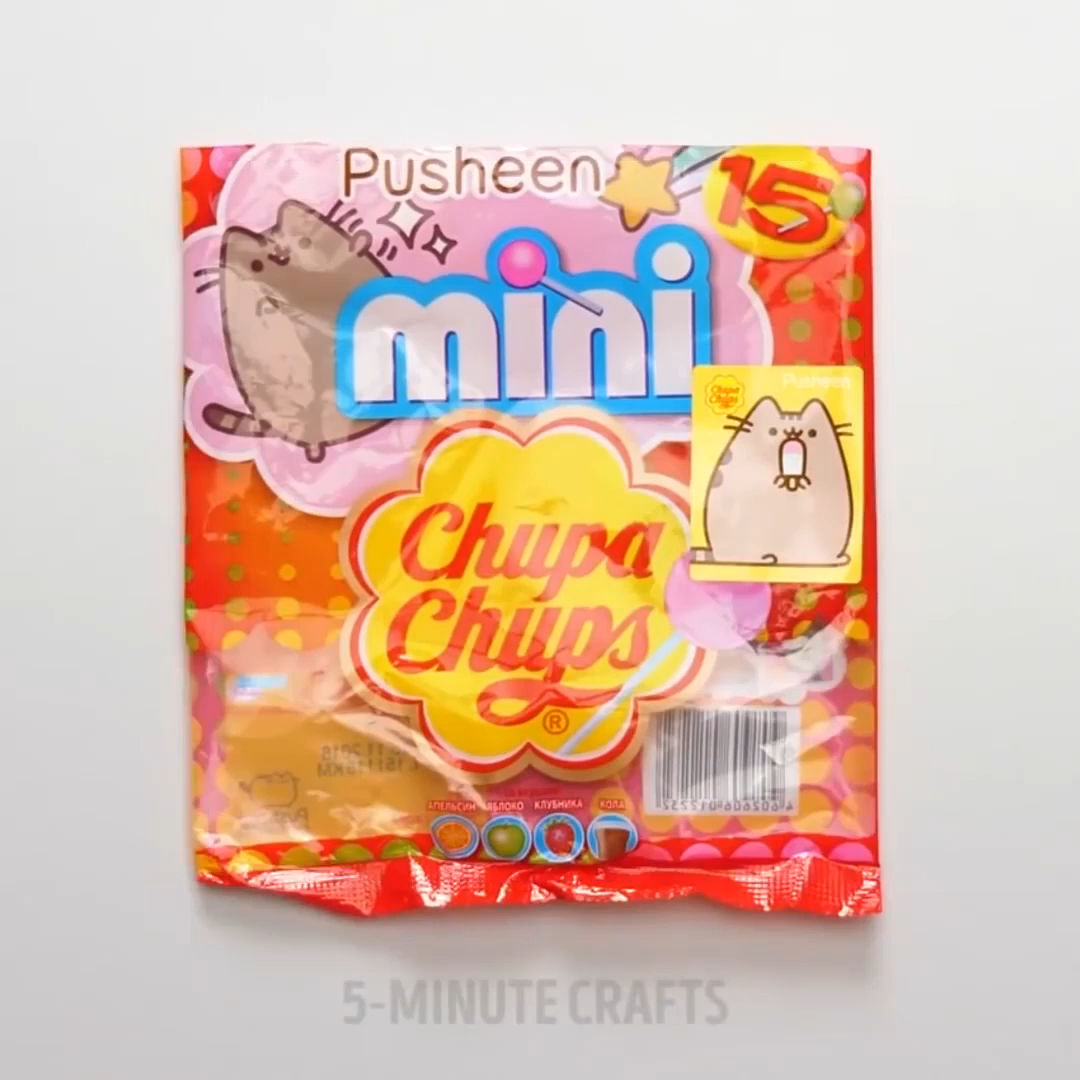 Pusheen
15
mini
Pusheen
Chupa
Chups
Chupa
Chups
®
АПЕЛЬСИН ЯБЛОКО КЛУБНИКА КОЛА
5-MINUTE CRAFTS